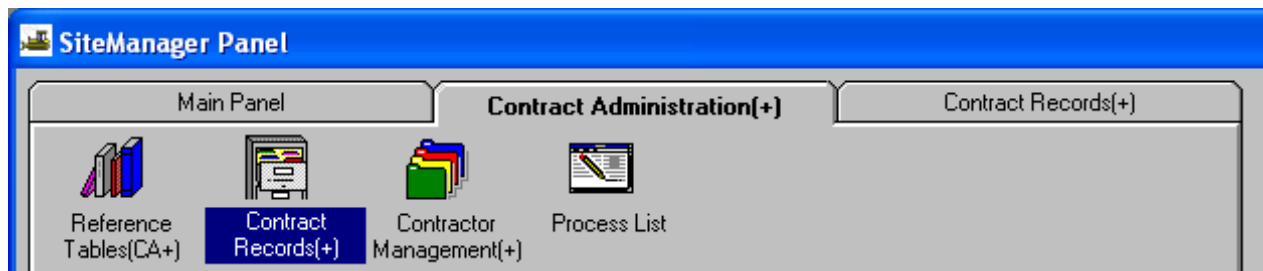 SiteManager Panel
Main Panel
Contract Administration(+)
Contract Records(+)
Reference
Tables(CA+)
Contract
Records(+)
Contractor
Management(+)
Process List